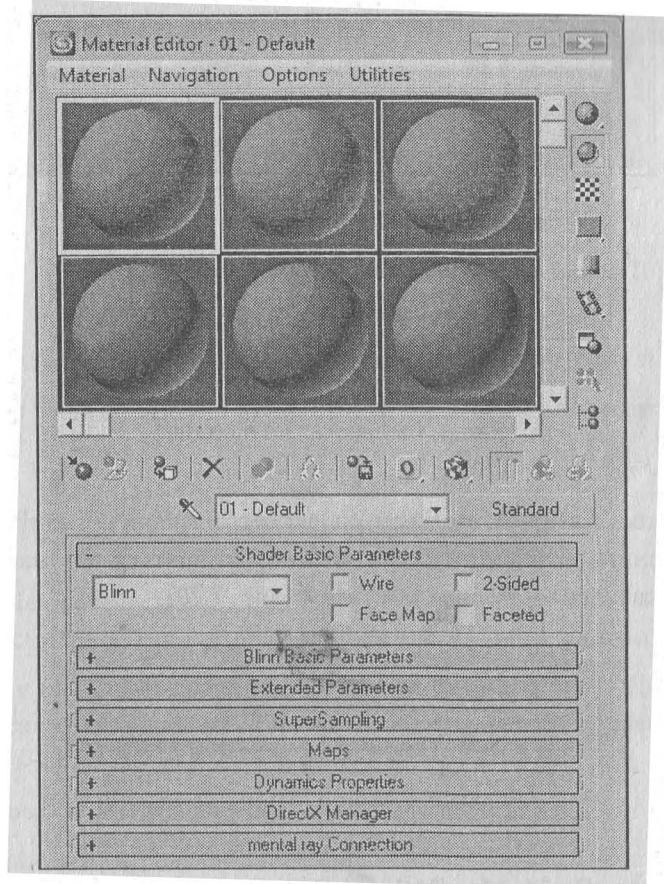 Material Editor - 01 - Default
Material Navigation Options Utilities
01 - Default Standard
- Shader Basic Parameters
Blinn Wire 2-Sided
Face Map Faceted
+ Blinn Basic Parameters
+ Extended Parameters
+ SuperSampling
+ Maps
+ Dynamics Properties
+ DirectX Manager
+ mental ray Connection